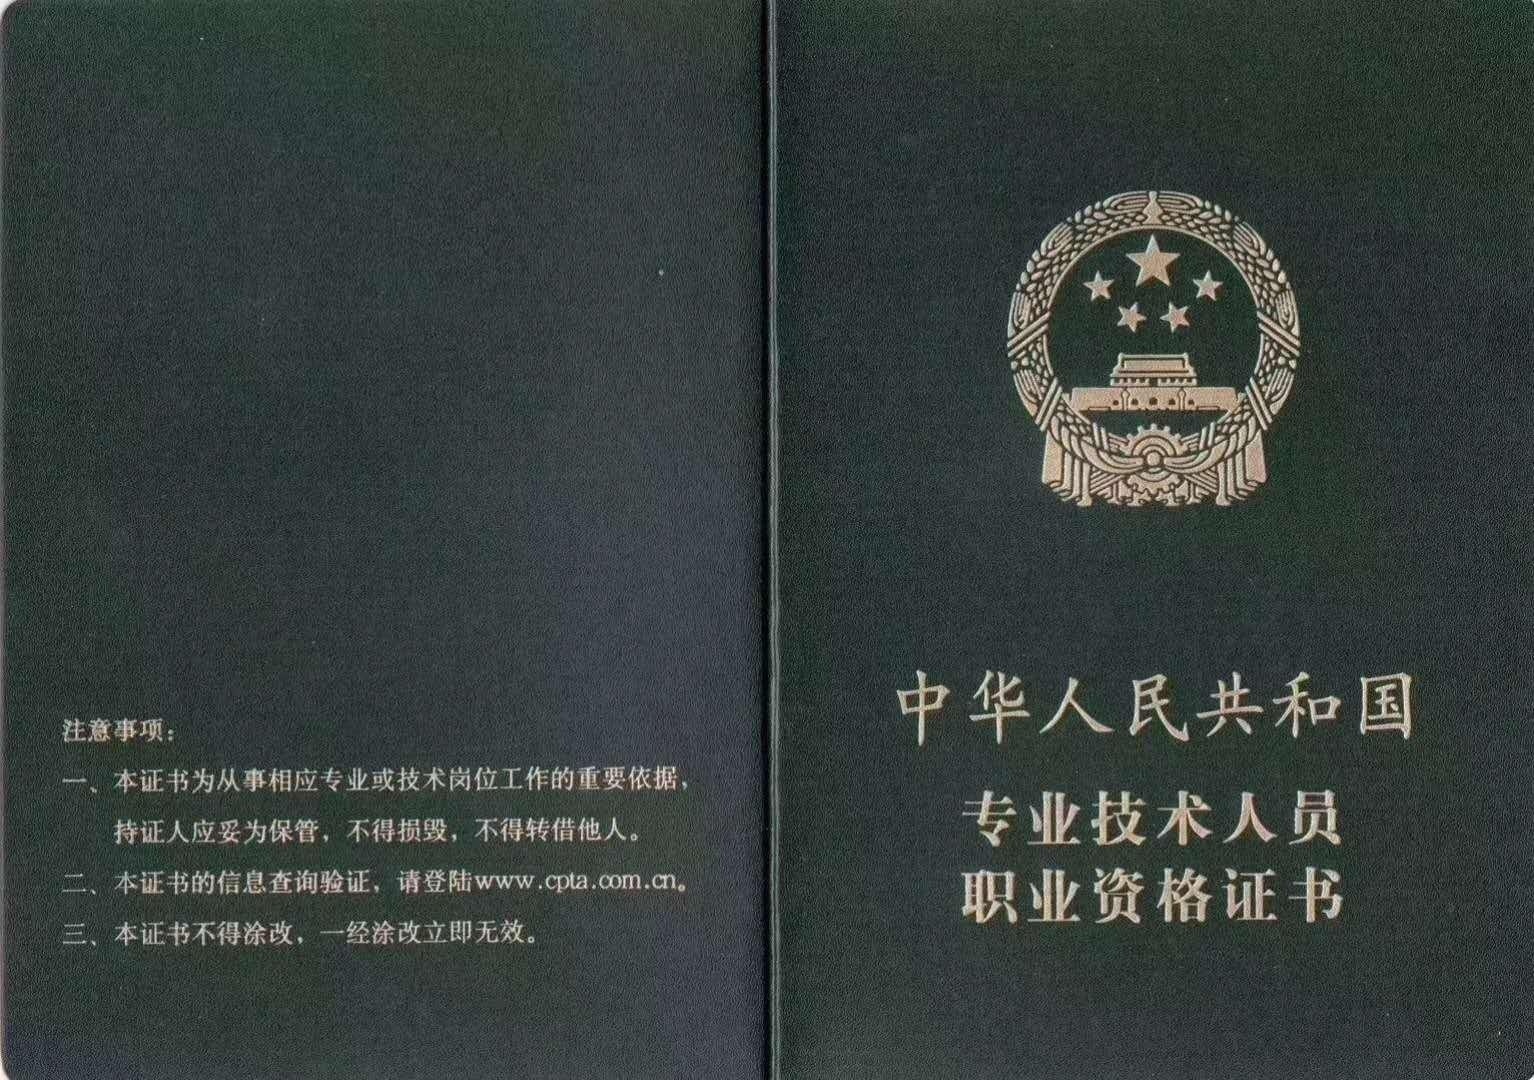 注意事项：
一、本证书为从事相应专业或技术岗位工作的重要依据，
持证人应妥为保管，不得损毁，不得转借他人。
二、本证书的信息查询验证，请登陆www.cpta.com.cn。
三、本证书不得涂改，一经涂改立即无效。
中华人民共和国
专业技术人员
职业资格证书